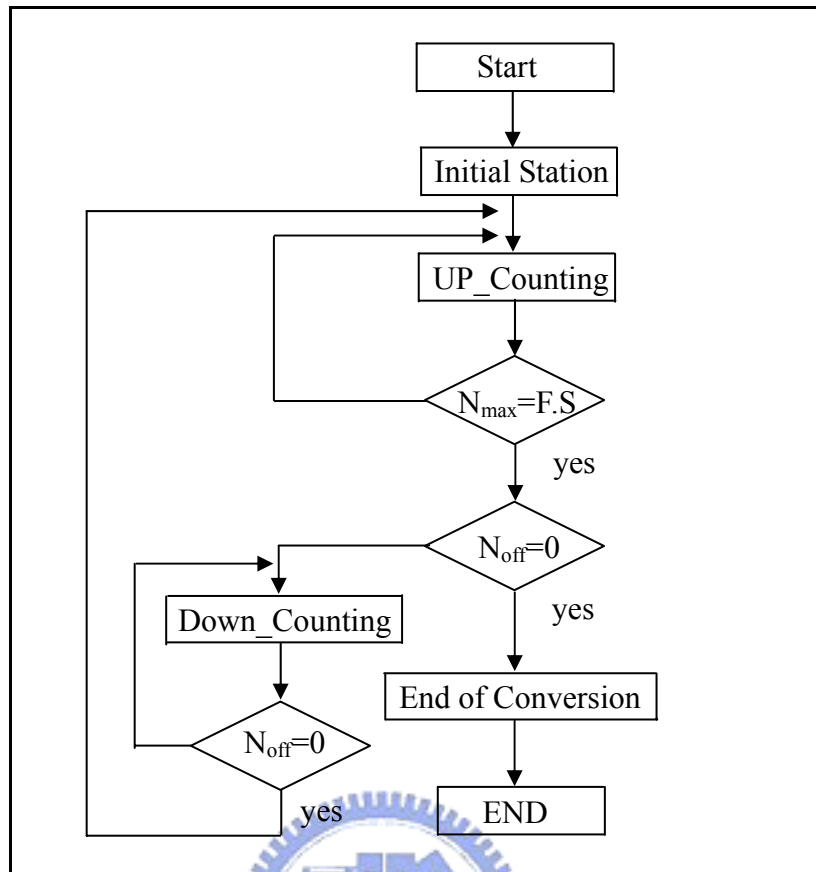 Start
Initial Station
UP_Counting
Nmax=F.S
yes
Noff=0
yes
Down_Counting
End of Conversion
Noff=0
yes
END